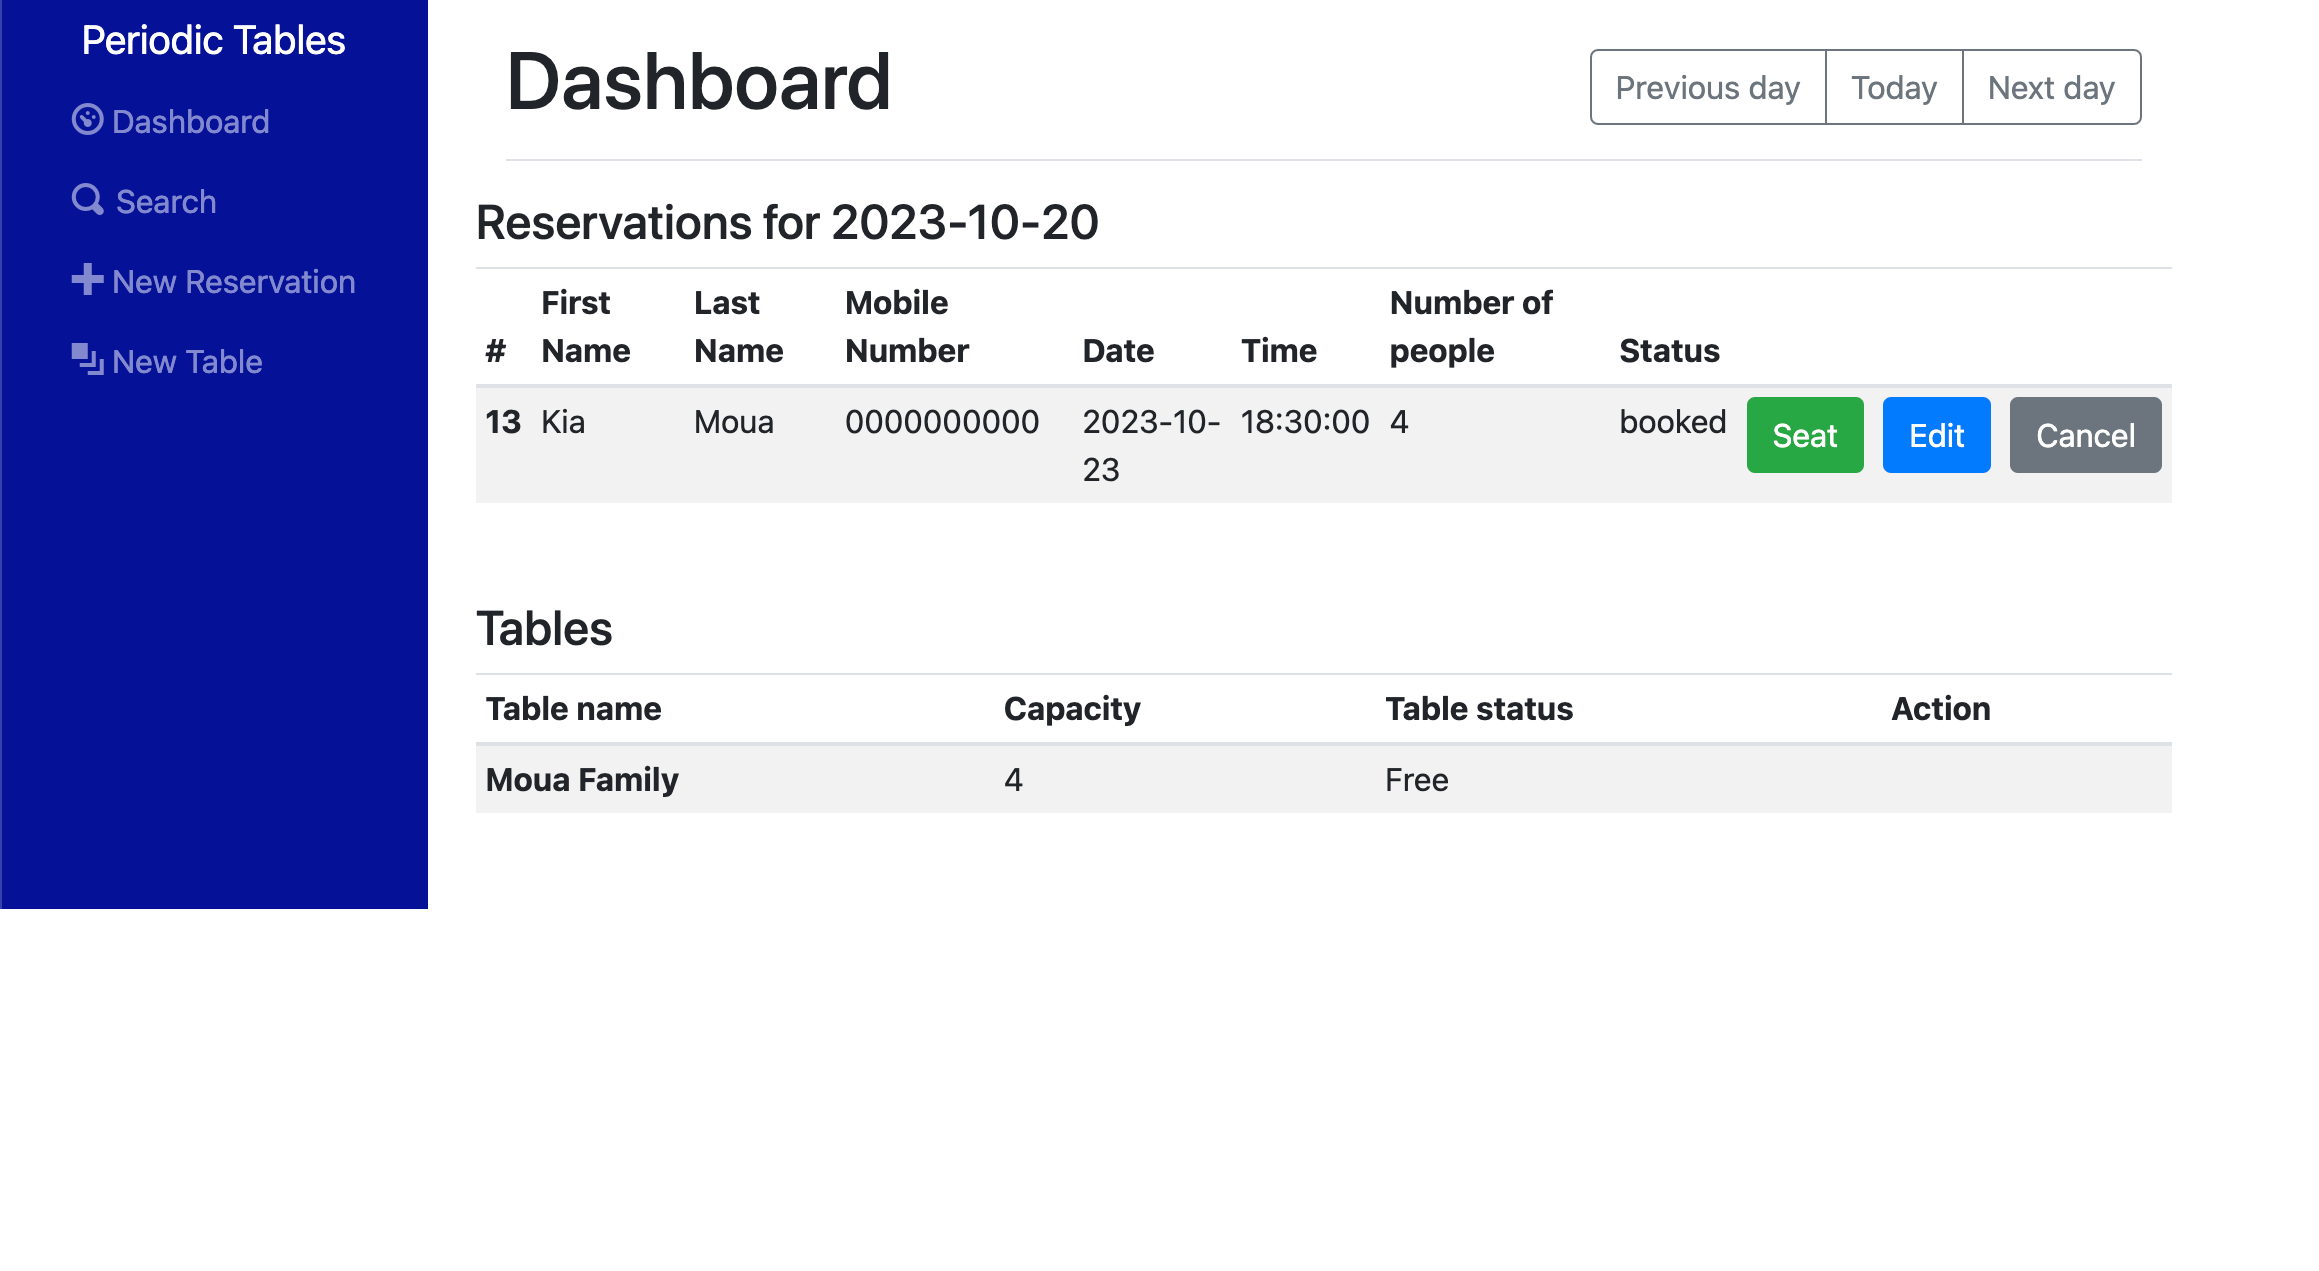 Periodic Tables
Dashboard
Search
New Reservation
New Table
Dashboard
Previous day Today Next day
Reservations for 2023-10-20
# First Name Last Name Mobile Number Date Time Number of people Status
13 Kia Moua 0000000000 2023-10-23 18:30:00 4 booked Seat Edit Cancel
Tables
Table name Capacity Table status Action
Moua Family 4 Free